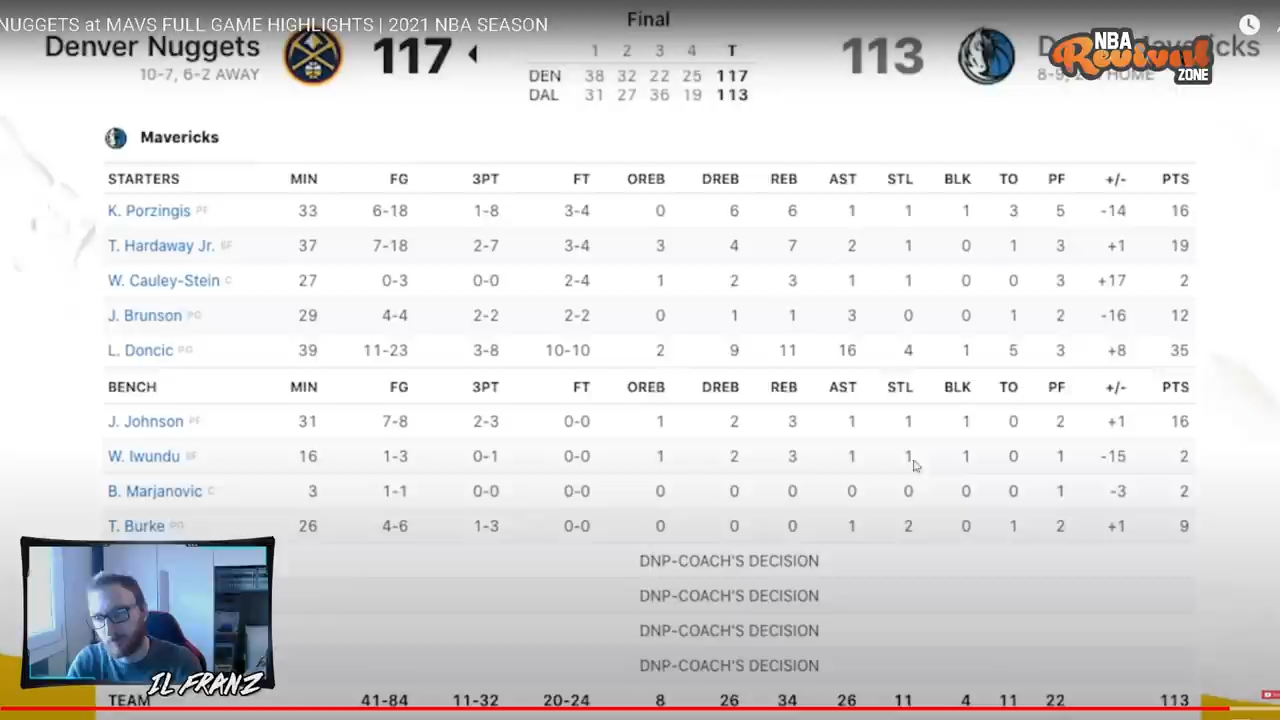 NUGGETS at MAVS FULL GAME HIGHLIGHTS | 2021 NBA SEASON
Final
Denver Nuggets 117 113
10-7, 6-2 AWAY
1 2 3 4 T
DEN 38 32 22 25 117
DAL 31 27 36 19 113
NBA
Revival
ZONE
HOME
Mavericks
STARTERS MIN FG 3PT FT OREB DREB REB AST STL BLK TO PF +/- PTS
K. Porzingis PF 33 6-18 1-8 3-4 0 6 6 1 1 1 3 5 -14 16
T. Hardaway Jr. SF 37 7-18 2-7 3-4 3 4 7 2 1 0 1 3 +1 19
W. Cauley-Stein C 27 0-3 0-0 2-4 1 2 3 1 1 0 0 3 +17 2
J. Brunson PG 29 4-4 2-2 2-2 0 1 1 3 0 0 1 2 -16 12
L. Doncic PG 39 11-23 3-8 10-10 2 9 11 16 4 1 5 3 +8 35
BENCH MIN FG 3PT FT OREB DREB REB AST STL BLK TO PF +/- PTS
J. Johnson PF 31 7-8 2-3 0-0 1 2 3 1 1 1 0 2 +1 16
W. Iwundu SF 16 1-3 0-1 0-0 1 2 3 1 1 1 0 1 -15 2
B. Marjanovic C 3 1-1 0-0 0-0 0 0 0 0 0 0 0 1 -3 2
T. Burke PG 26 4-6 1-3 0-0 0 0 0 1 2 0 1 2 +1 9
DNP-COACH'S DECISION
DNP-COACH'S DECISION
DNP-COACH'S DECISION
DNP-COACH'S DECISION
IL FRANZ
TEAM 41-84 11-32 20-24 8 26 34 26 11 4 11 22 113